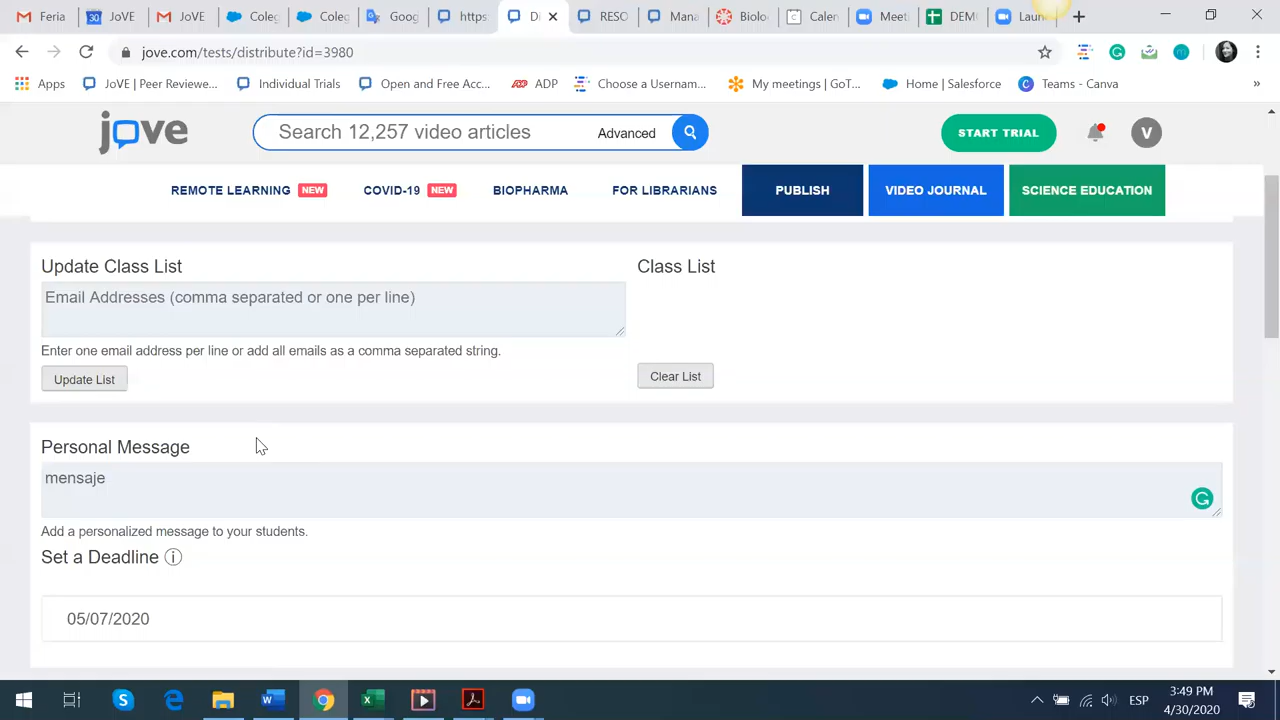 Feria
31 JoVE
JoVE
Coleg
Coleg
Goog
https
Di
RESO
Mana
Biolo
Calen
Meeti
DEMO
Laun
jove.com/tests/distribute?id=3980
Apps
JoVE | Peer Reviewe...
Individual Trials
Open and Free Acc...
ADP
Choose a Usernam...
My meetings | GoT...
Home | Salesforce
Teams - Canva
»
jove
Search 12,257 video articles
Advanced
START TRIAL
V
REMOTE LEARNING NEW
COVID-19 NEW
BIOPHARMA
FOR LIBRARIANS
PUBLISH
VIDEO JOURNAL
SCIENCE EDUCATION
Update Class List
Class List
Email Addresses (comma separated or one per line)
Enter one email address per line or add all emails as a comma separated string.
Update List
Clear List
Personal Message
mensaje
Add a personalized message to your students.
Set a Deadline
05/07/2020
ESP
3:49 PM
4/30/2020